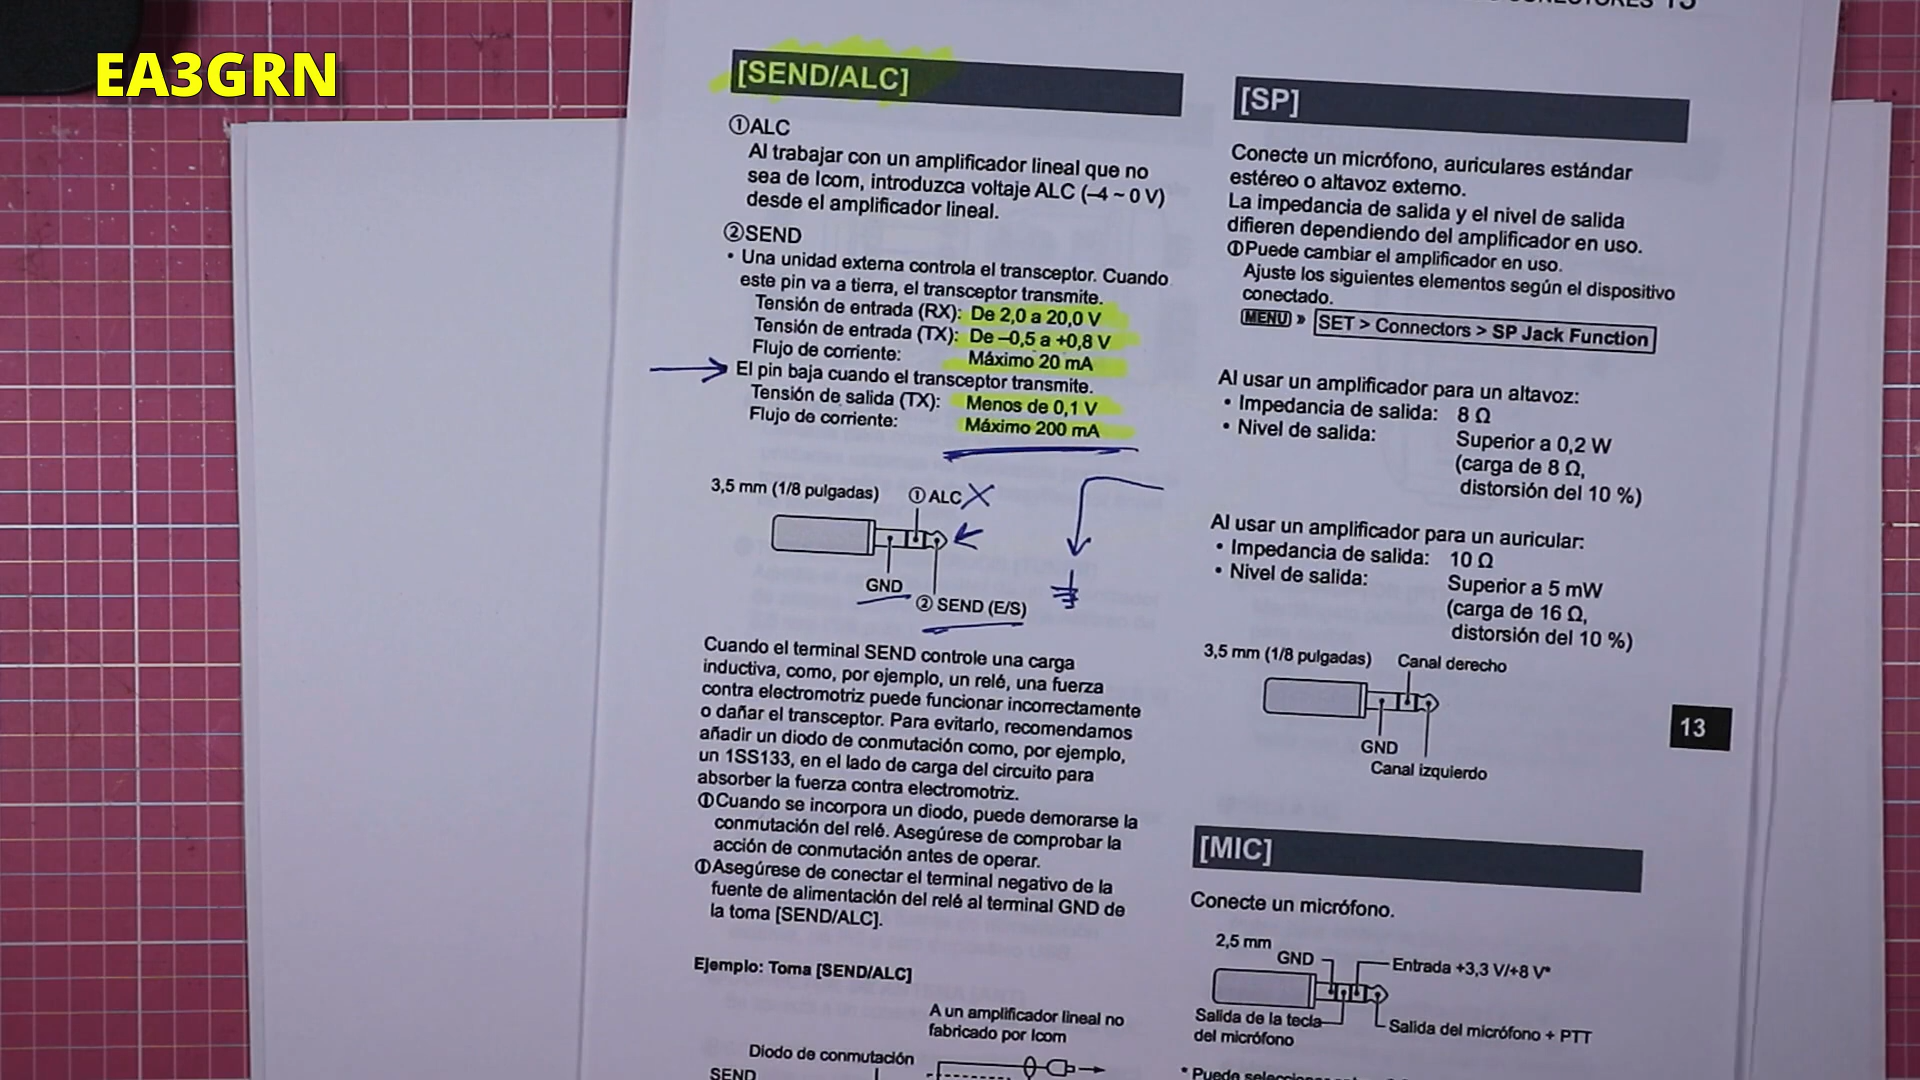 EA3GRN
CONECTORES 13
[SEND/ALC]
①ALC
Al trabajar con un amplificador lineal que no
sea de Icom, introduzca voltaje ALC (–4 ~ 0 V)
desde el amplificador lineal.
②SEND
• Una unidad externa controla el transceptor. Cuando
este pin va a tierra, el transceptor transmite.
Tensión de entrada (RX): De 2,0 a 20,0 V
Tensión de entrada (TX): De –0,5 a +0,8 V
Flujo de corriente: Máximo 20 mA
El pin baja cuando el transceptor transmite.
Tensión de salida (TX): Menos de 0,1 V
Flujo de corriente: Máximo 200 mA
3,5 mm (1/8 pulgadas)
① ALC X
GND
② SEND (E/S)
Cuando el terminal SEND controle una carga
inductiva, como, por ejemplo, un relé, una fuerza
contra electromotriz puede funcionar incorrectamente
o dañar el transceptor. Para evitarlo, recomendamos
añadir un diodo de conmutación como, por ejemplo,
un 1SS133, en el lado de carga del circuito para
absorber la fuerza contra electromotriz.
①Cuando se incorpora un diodo, puede demorarse la
conmutación del relé. Asegúrese de comprobar la
acción de conmutación antes de operar.
①Asegúrese de conectar el terminal negativo de la
fuente de alimentación del relé al terminal GND de
la toma [SEND/ALC].
Ejemplo: Toma [SEND/ALC]
A un amplificador lineal no
fabricado por Icom
Diodo de conmutación
SEND
[SP]
Conecte un micrófono, auriculares estándar
estéreo o altavoz externo.
La impedancia de salida y el nivel de salida
difieren dependiendo del amplificador en uso.
①Puede cambiar el amplificador en uso.
Ajuste los siguientes elementos según el dispositivo
conectado.
MENU » SET > Connectors > SP Jack Function
Al usar un amplificador para un altavoz:
• Impedancia de salida: 8 Ω
• Nivel de salida: Superior a 0,2 W
(carga de 8 Ω,
distorsión del 10 %)
Al usar un amplificador para un auricular:
• Impedancia de salida: 10 Ω
• Nivel de salida: Superior a 5 mW
(carga de 16 Ω,
distorsión del 10 %)
3,5 mm (1/8 pulgadas)
Canal derecho
GND
Canal izquierdo
13
[MIC]
Conecte un micrófono.
2,5 mm
GND
Entrada +3,3 V/+8 V*
Salida de la tecla
del micrófono
Salida del micrófono + PTT
* Puede